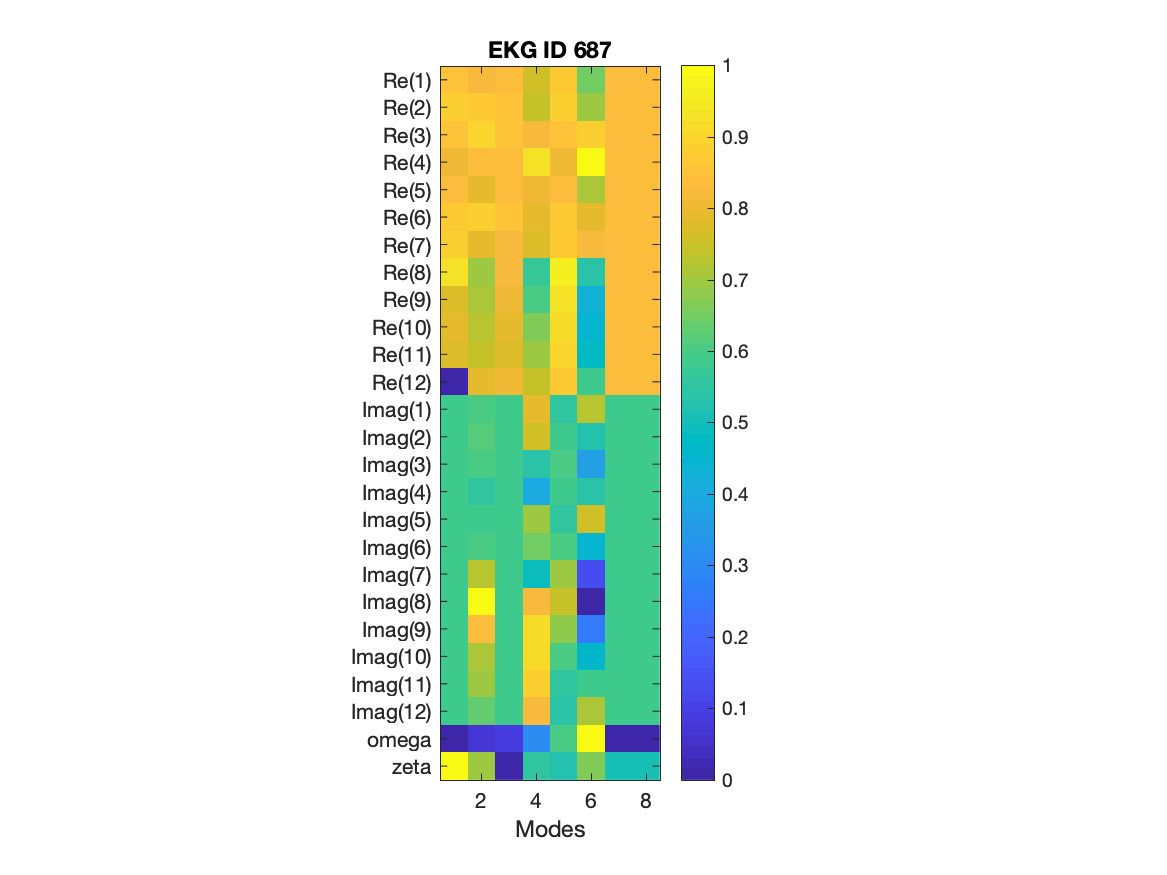 EKG ID 687
Re(1)
Re(2)
Re(3)
Re(4)
Re(5)
Re(6)
Re(7)
Re(8)
Re(9)
Re(10)
Re(11)
Re(12)
Imag(1)
Imag(2)
Imag(3)
Imag(4)
Imag(5)
Imag(6)
Imag(7)
Imag(8)
Imag(9)
Imag(10)
Imag(11)
Imag(12)
omega
zeta
2 4 6 8
Modes
1
0.9
0.8
0.7
0.6
0.5
0.4
0.3
0.2
0.1
0